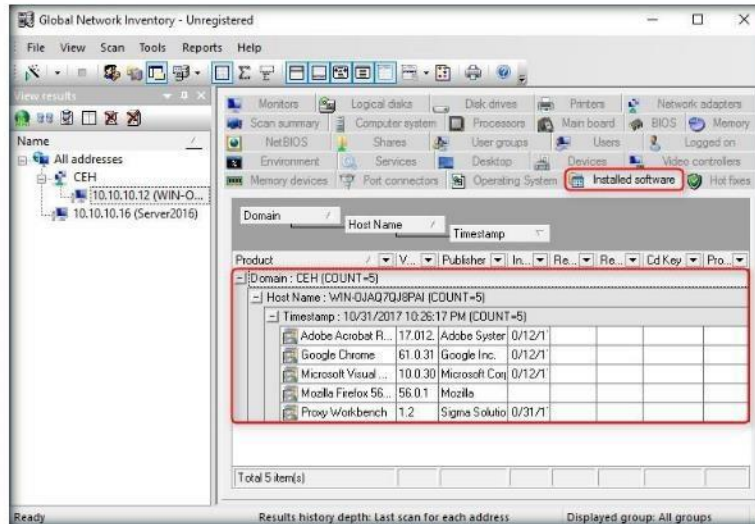 Global Network Inventory - Unregistered
File View Scan Tools Reports Help
View results
Name
All addresses
CEH
10.10.10.12 (WIN-O...
10.10.10.16 (Server2016)
Monitors Logical disks Disk drives Printers Network adapters
Scan summary Computer system Processors Main board BIOS Memory
NetBIOS Shares User groups Users Logged on
Environment Services Desktop Devices Video controllers
Memory devices Port connectors Operating System Installed software Hot fixes
Domain
Host Name
Timestamp
Product V... Publisher In... Re... Re... Cd Key Pro...
Domain : CEH (COUNT=5)
Host Name : WIN-OJAQ7QJ8PAI (COUNT=5)
Timestamp : 10/31/2017 10:26:17 PM (COUNT=5)
Adobe Acrobat R... 17.012. Adobe Syster 0/12/1
Google Chrome 61.0.31 Google Inc. 0/12/1
Microsoft Visual ... 10.0.30 Microsoft Corp 0/12/1
Mozilla Firefox 56... 56.0.1 Mozilla
Proxy Workbench 1.2 Sigma Solutio 0/31/1
Total 5 item(s)
Ready Results history depth: Last scan for each address Displayed group: All groups